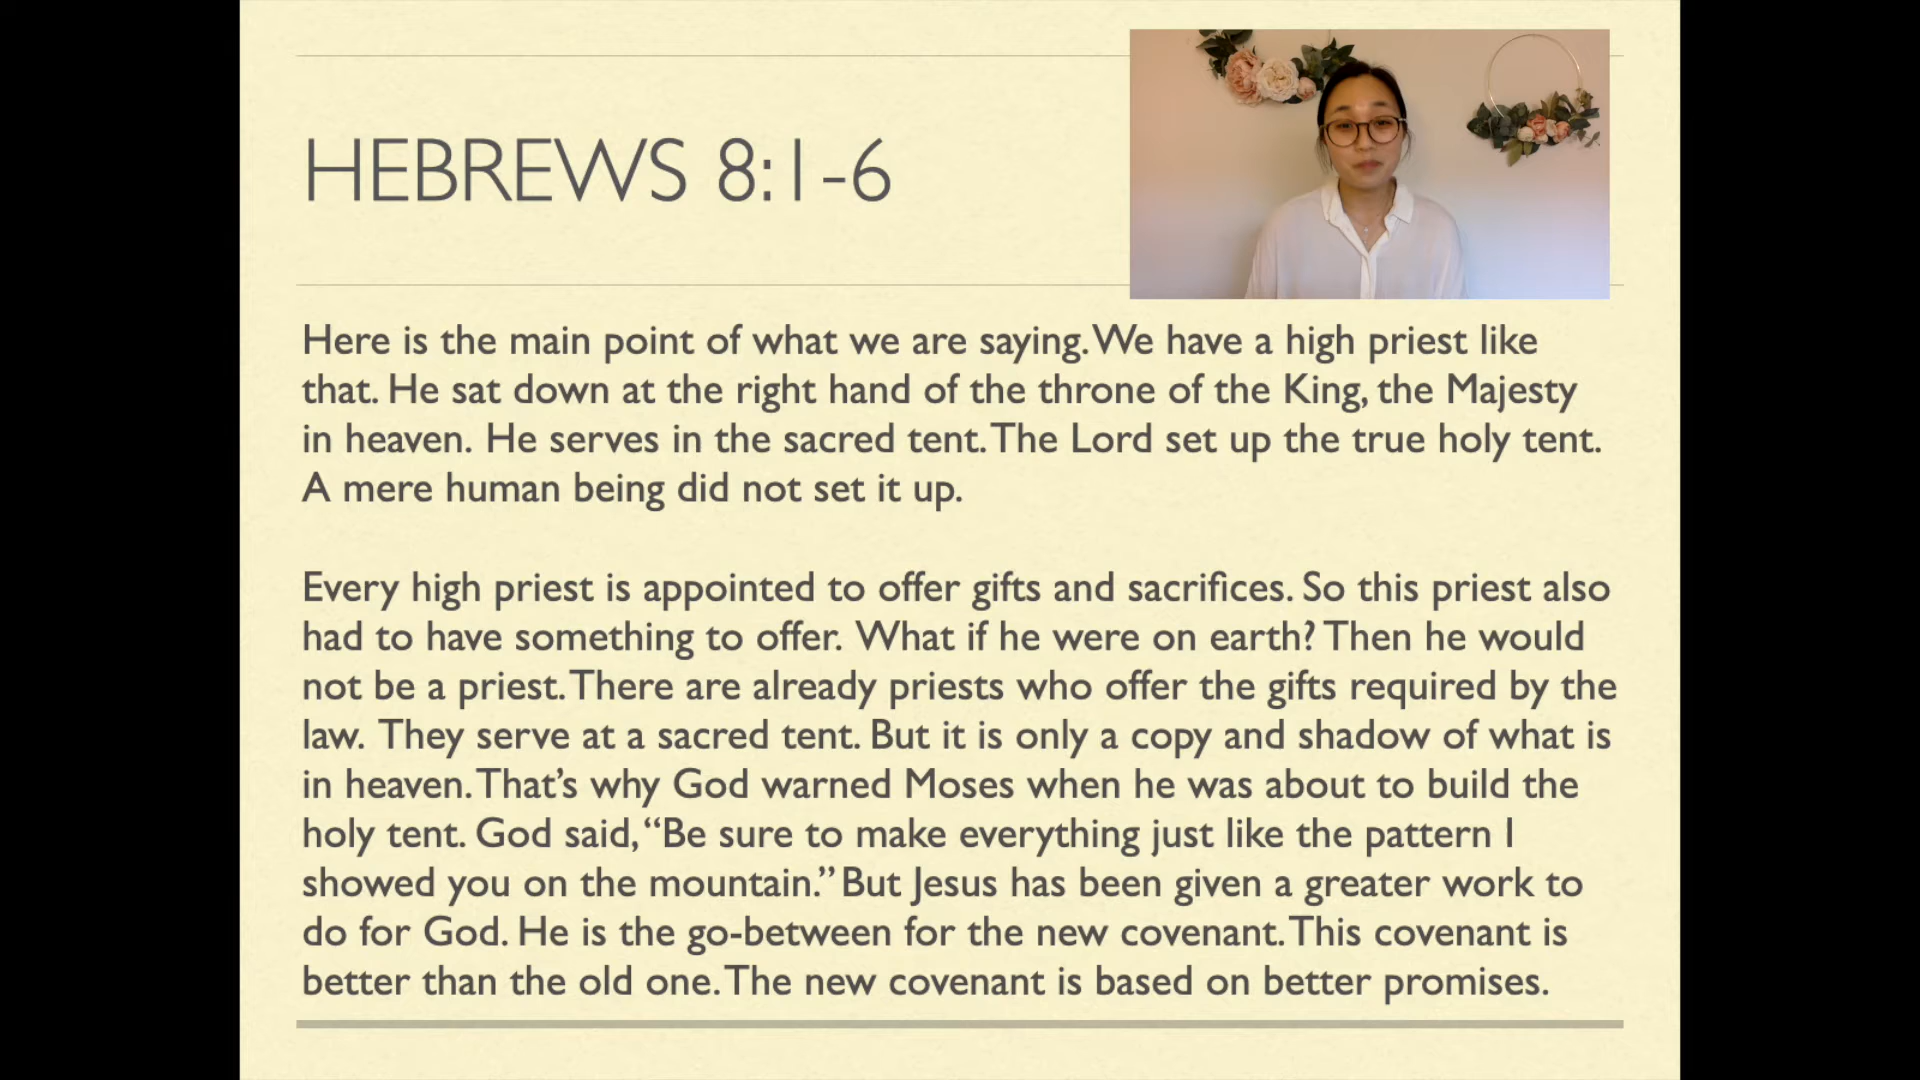 HEBREWS 8:1-6
Here is the main point of what we are saying. We have a high priest like
that. He sat down at the right hand of the throne of the King, the Majesty
in heaven. He serves in the sacred tent. The Lord set up the true holy tent.
A mere human being did not set it up.
Every high priest is appointed to offer gifts and sacrifices. So this priest also
had to have something to offer. What if he were on earth? Then he would
not be a priest. There are already priests who offer the gifts required by the
law. They serve at a sacred tent. But it is only a copy and shadow of what is
in heaven. That’s why God warned Moses when he was about to build the
holy tent. God said, “Be sure to make everything just like the pattern I
showed you on the mountain.” But Jesus has been given a greater work to
do for God. He is the go-between for the new covenant. This covenant is
better than the old one. The new covenant is based on better promises.